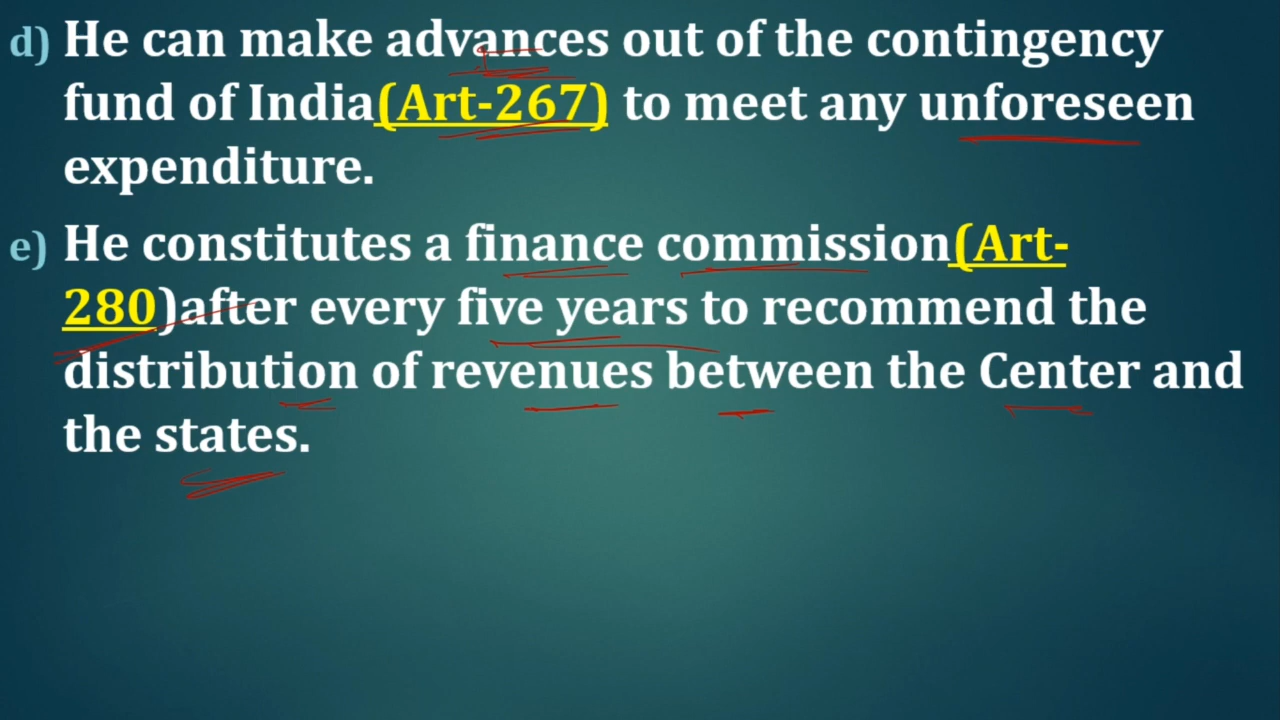 d) He can make advances out of the contingency
fund of India(Art-267) to meet any unforeseen
expenditure.
e) He constitutes a finance commission(Art-
280)after every five years to recommend the
distribution of revenues between the Center and
the states.